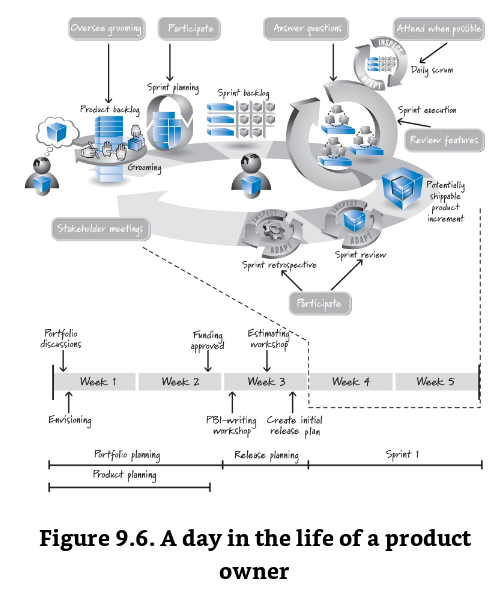 Oversee grooming
Participate
Answer questions
Attend when possible
INSPECT
ADAPT
Daily scrum
Sprint planning
Sprint backlog
Product backlog
Sprint execution
Review features
Grooming
Potentially
shippable
product
increment
Stakeholder meetings
INSPECT
ADAPT
INSPECT
ADAPT
Sprint retrospective
Sprint review
Participate
Portfolio
discussions
Funding
approved
Estimating
workshop
Week 1
Week 2
Week 3
Week 4
Week 5
Envisioning
PBI-writing
workshop
Create initial
release plan
Portfolio planning
Release planning
Sprint 1
Product planning
Figure 9.6. A day in the life of a product
owner